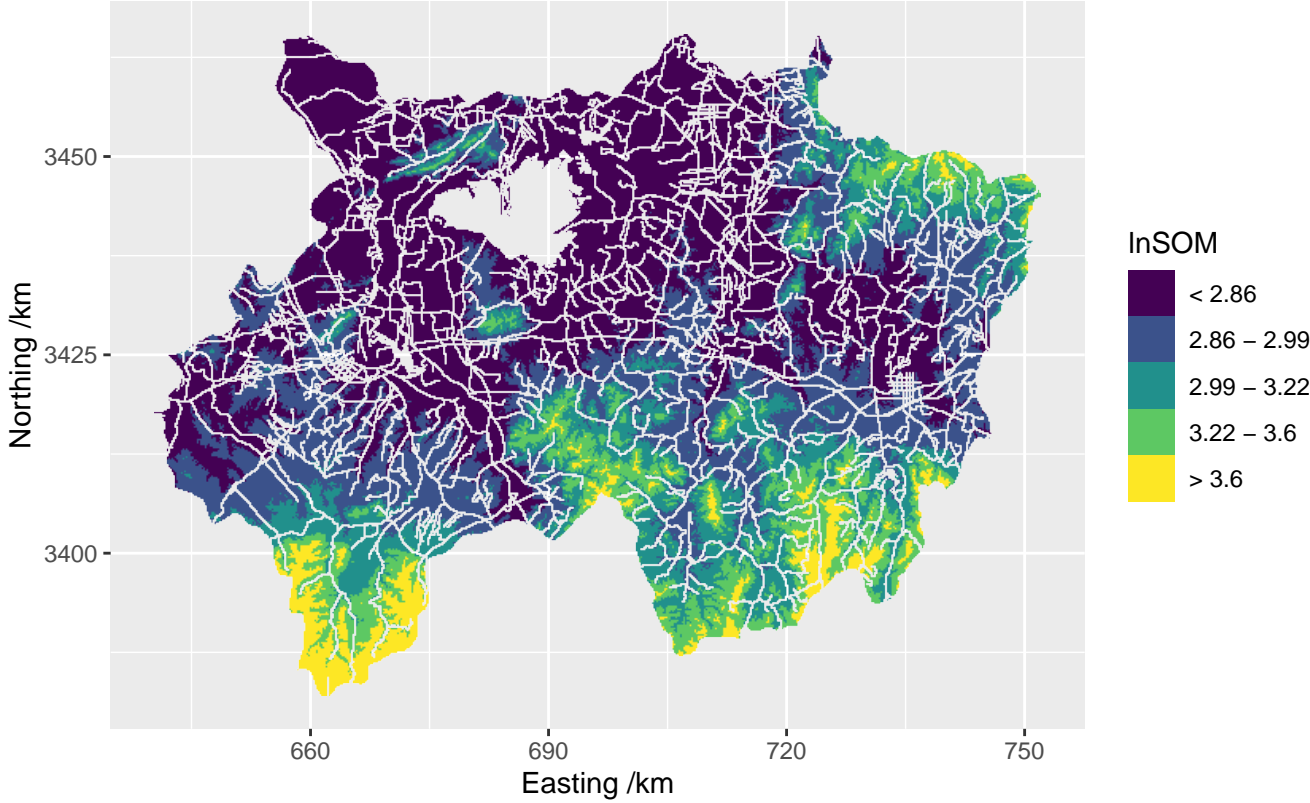 3450
3425
3400
Northing /km
660
690
720
750
Easting /km
lnSOM
< 2.86
2.86 − 2.99
2.99 − 3.22
3.22 − 3.6
> 3.6